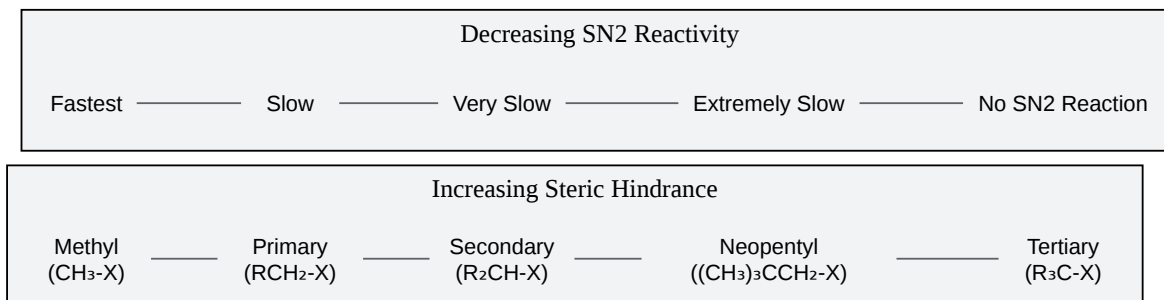 Decreasing SN2 Reactivity
Fastest Slow Very Slow Extremely Slow No SN2 Reaction
Increasing Steric Hindrance
Methyl Primary Secondary Neopentyl Tertiary
(CH₃-X) (RCH₂-X) (R₂CH-X) ((CH₃)₃CCH₂-X) (R₃C-X)